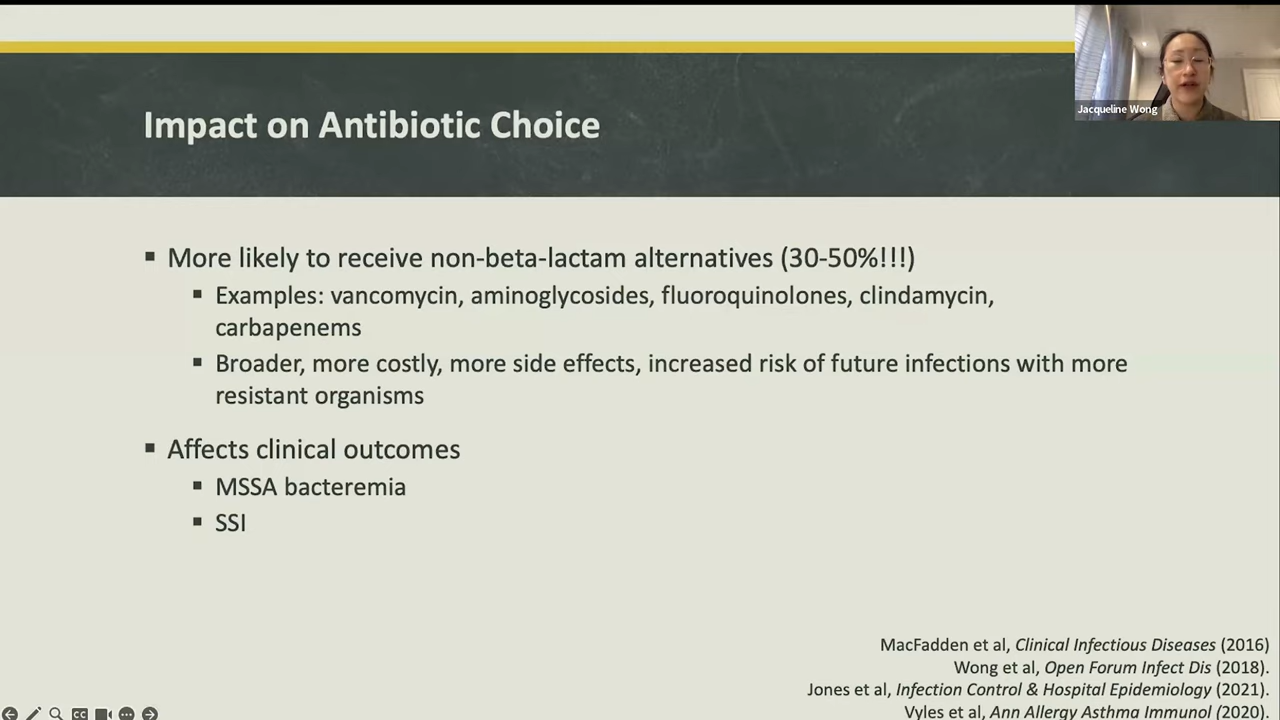 Jacqueline Wong
Impact on Antibiotic Choice
▪ More likely to receive non-beta-lactam alternatives (30-50%!!!)
▪ Examples: vancomycin, aminoglycosides, fluoroquinolones, clindamycin,
carbapenems
▪ Broader, more costly, more side effects, increased risk of future infections with more
resistant organisms
▪ Affects clinical outcomes
▪ MSSA bacteremia
▪ SSI
MacFadden et al, Clinical Infectious Diseases (2016)
Wong et al, Open Forum Infect Dis (2018).
Jones et al, Infection Control & Hospital Epidemiology (2021).
Vyles et al, Ann Allergy Asthma Immunol (2020).
CC